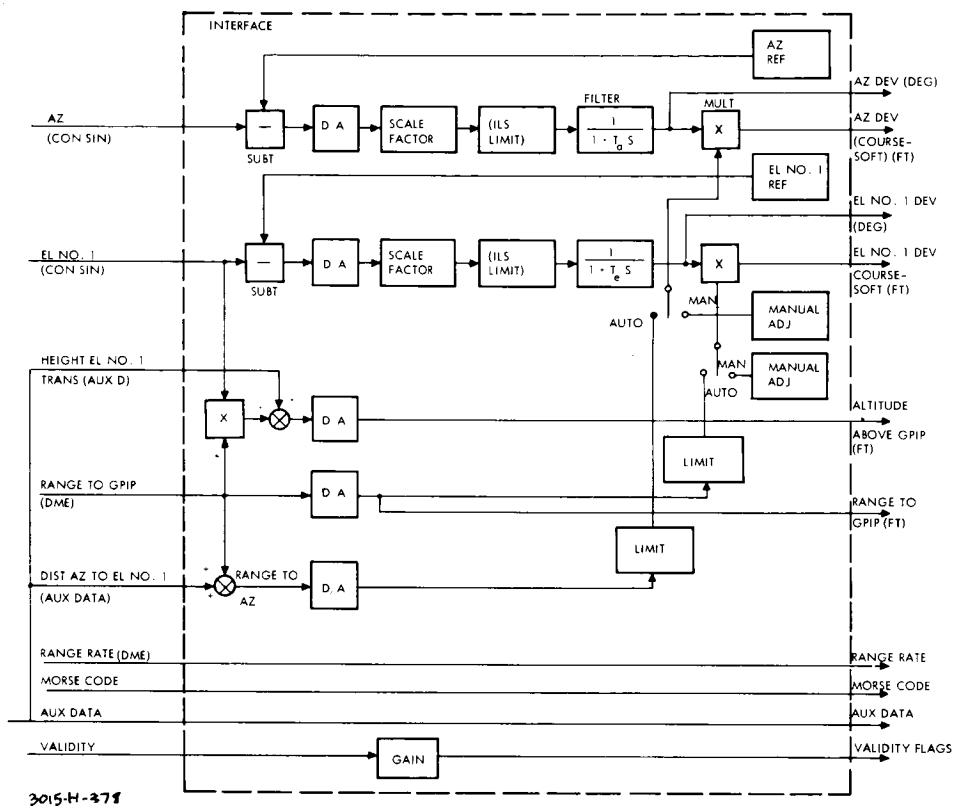 INTERFACE
AZ
REF
AZ DEV (DEG)
FILTER
MULT
AZ
(CON SIN)
—
SUBT
D A
SCALE
FACTOR
(ILS
LIMIT)
1
1 + Ta S
X
AZ DEV
(COURSE-
SOFT) (FT)
EL NO. 1
REF
EL NO. 1 DEV
(DEG)
EL NO. 1
(CON SIN)
—
SUBT
D A
SCALE
FACTOR
(ILS
LIMIT)
1
1 + Te S
X
EL NO. 1 DEV
COURSE-
SOFT (FT)
AUTO
MAN
MANUAL
ADJ
AUTO
MAN
MANUAL
ADJ
HEIGHT EL NO. 1
TRANS (AUX D)
X
D A
ALTITUDE
ABOVE GPIP
(FT)
LIMIT
RANGE TO GPIP
(DME)
D A
RANGE TO
GPIP (FT)
LIMIT
DIST AZ TO EL NO. 1
(AUX DATA)
+
+
RANGE TO
AZ
D/A
RANGE RATE (DME)
RANGE RATE
MORSE CODE
MORSE CODE
AUX DATA
AUX DATA
VALIDITY
GAIN
VALIDITY FLAGS
3015-H-378